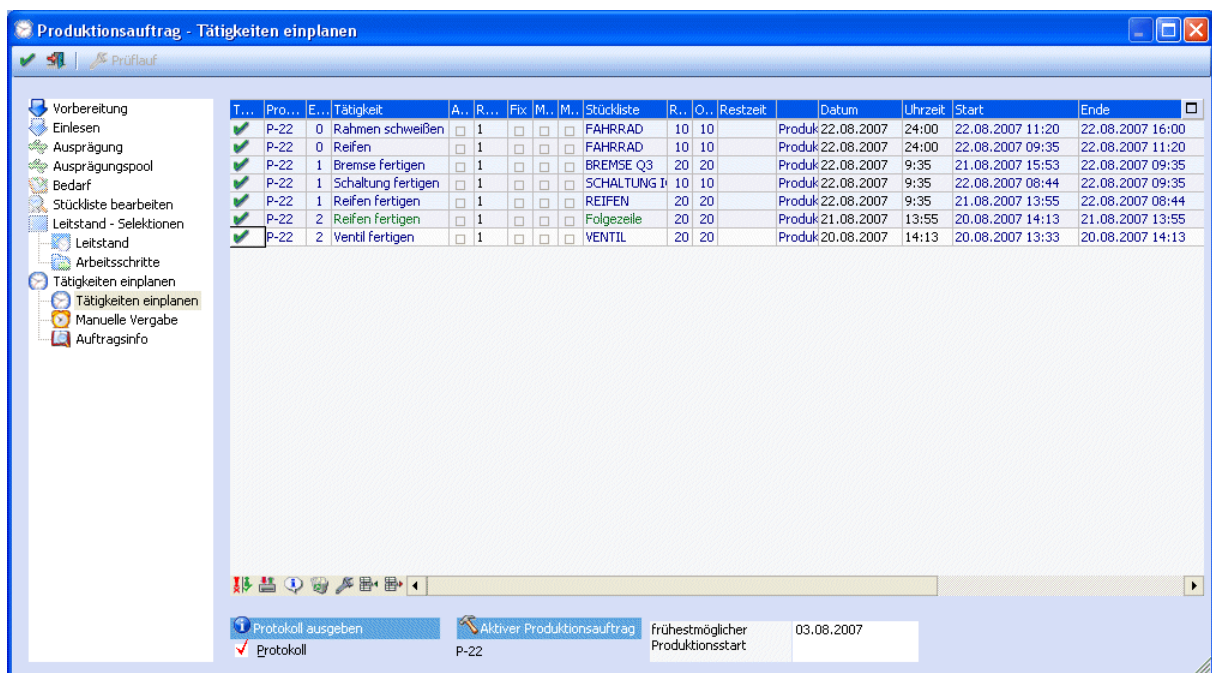 Produktionsauftrag - Tätigkeiten einplanen
Prüflauf
Vorbereitung
Einlesen
Ausprägung
Ausprägungspool
Bedarf
Stückliste bearbeiten
Leitstand - Selektionen
Leitstand
Arbeitsschritte
Tätigkeiten einplanen
Tätigkeiten einplanen
Manuelle Vergabe
Auftragsinfo
T... Pro... E... Tätigkeit A.. R... Fix M.. M.. Stückliste R.. O.. Restzeit Datum Uhrzeit Start Ende
P-22 0 Rahmen schweißen 1 FAHRRAD 10 10 Produk 22.08.2007 24:00 22.08.2007 11:20 22.08.2007 16:00
P-22 0 Reifen 1 FAHRRAD 10 10 Produk 22.08.2007 24:00 22.08.2007 09:35 22.08.2007 11:20
P-22 1 Bremse fertigen 1 BREMSE Q3 20 20 Produk 22.08.2007 9:35 21.08.2007 15:53 22.08.2007 09:35
P-22 1 Schaltung fertigen 1 SCHALTUNG 10 10 Produk 22.08.2007 9:35 22.08.2007 08:44 22.08.2007 09:35
P-22 1 Reifen fertigen 1 REIFEN 20 20 Produk 22.08.2007 9:35 21.08.2007 13:55 22.08.2007 08:44
P-22 2 Reifen fertigen 1 Folgezeile 20 20 Produk 21.08.2007 13:55 20.08.2007 14:13 21.08.2007 13:55
P-22 2 Ventil fertigen 1 VENTIL 20 20 Produk 20.08.2007 14:13 20.08.2007 13:33 20.08.2007 14:13
Protokoll ausgeben
Protokoll
Aktiver Produktionsauftrag
P-22
frühestmöglicher
Produktionsstart
03.08.2007